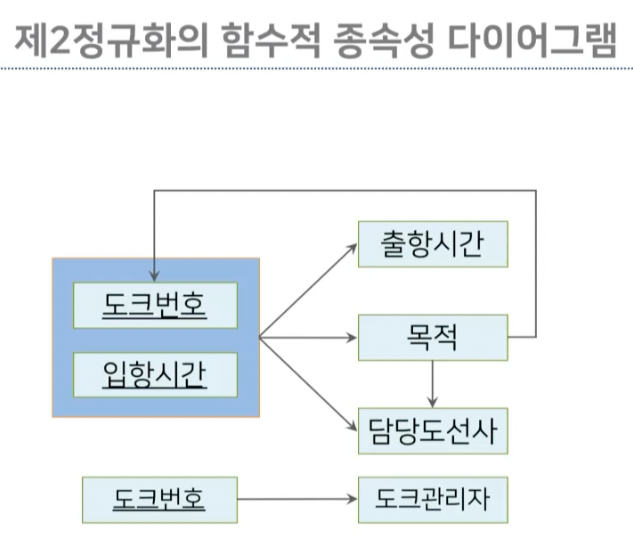 제2정규화의 함수적 종속성 다이어그램
출항시간
도크번호
목적
입항시간
담당도선사
도크번호
도크관리자